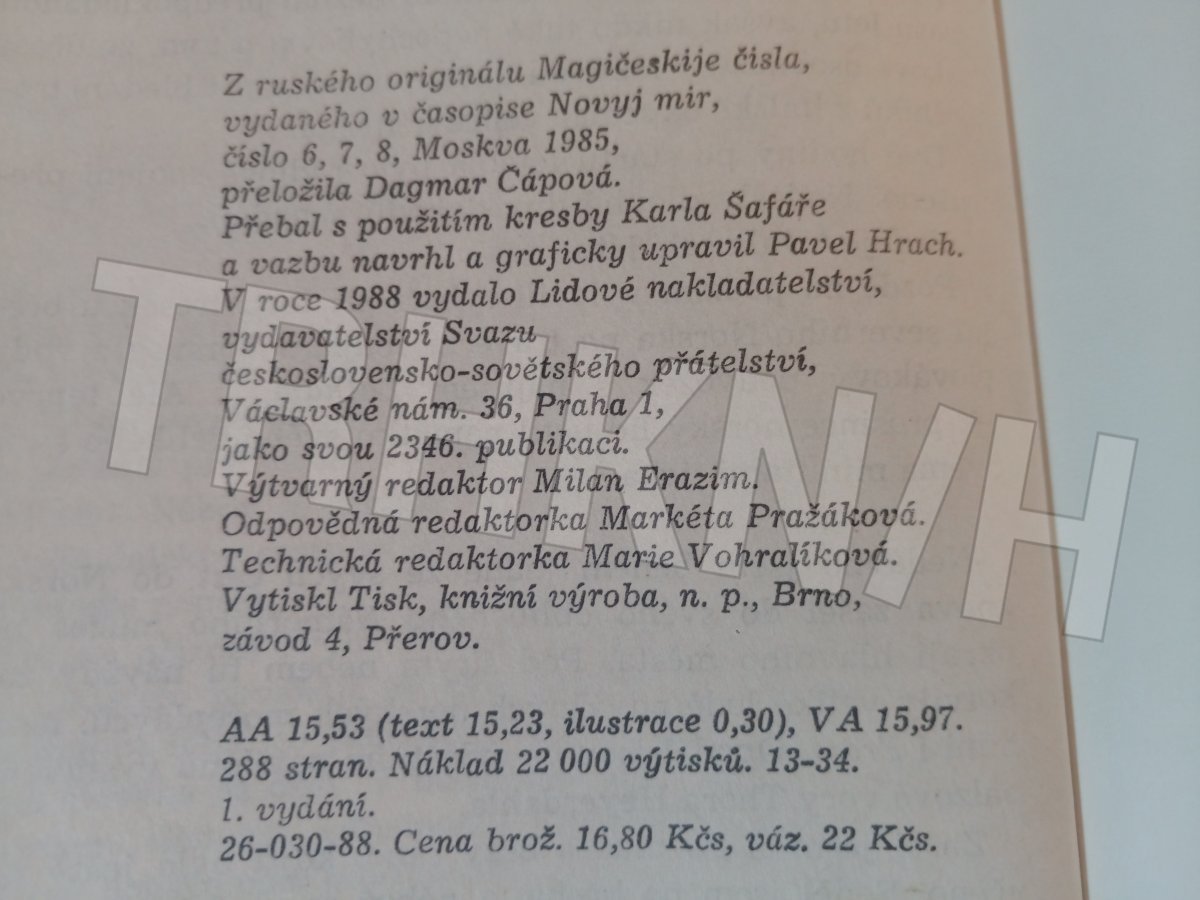 Z ruského originálu Magičeskije čisla,
vydaného v časopise Novyj mir,
číslo 6, 7, 8, Moskva 1985,
přeložila Dagmar Čápová.
Přebal s použitím kresby Karla Šafáře
a vazbu navrhl a graficky upravil Pavel Hrach.
V roce 1988 vydalo Lidové nakladatelství,
vydavatelství Svazu
československo-sovětského přátelství,
Václavské nám. 36, Praha 1,
jako svou 2346. publikaci.
Výtvarný redaktor Milan Erazim.
Odpovědná redaktorka Markéta Pražáková.
Technická redaktorka Marie Vohralíková.
Vytiskl Tisk, knižní výroba, n. p., Brno,
závod 4, Přerov.
AA 15,53 (text 15,23, ilustrace 0,30), VA 15,97.
288 stran. Náklad 22 000 výtisků. 13-34.
1. vydání.
26-030-88. Cena brož. 16,80 Kčs, váz. 22 Kčs.
TRHKNIH